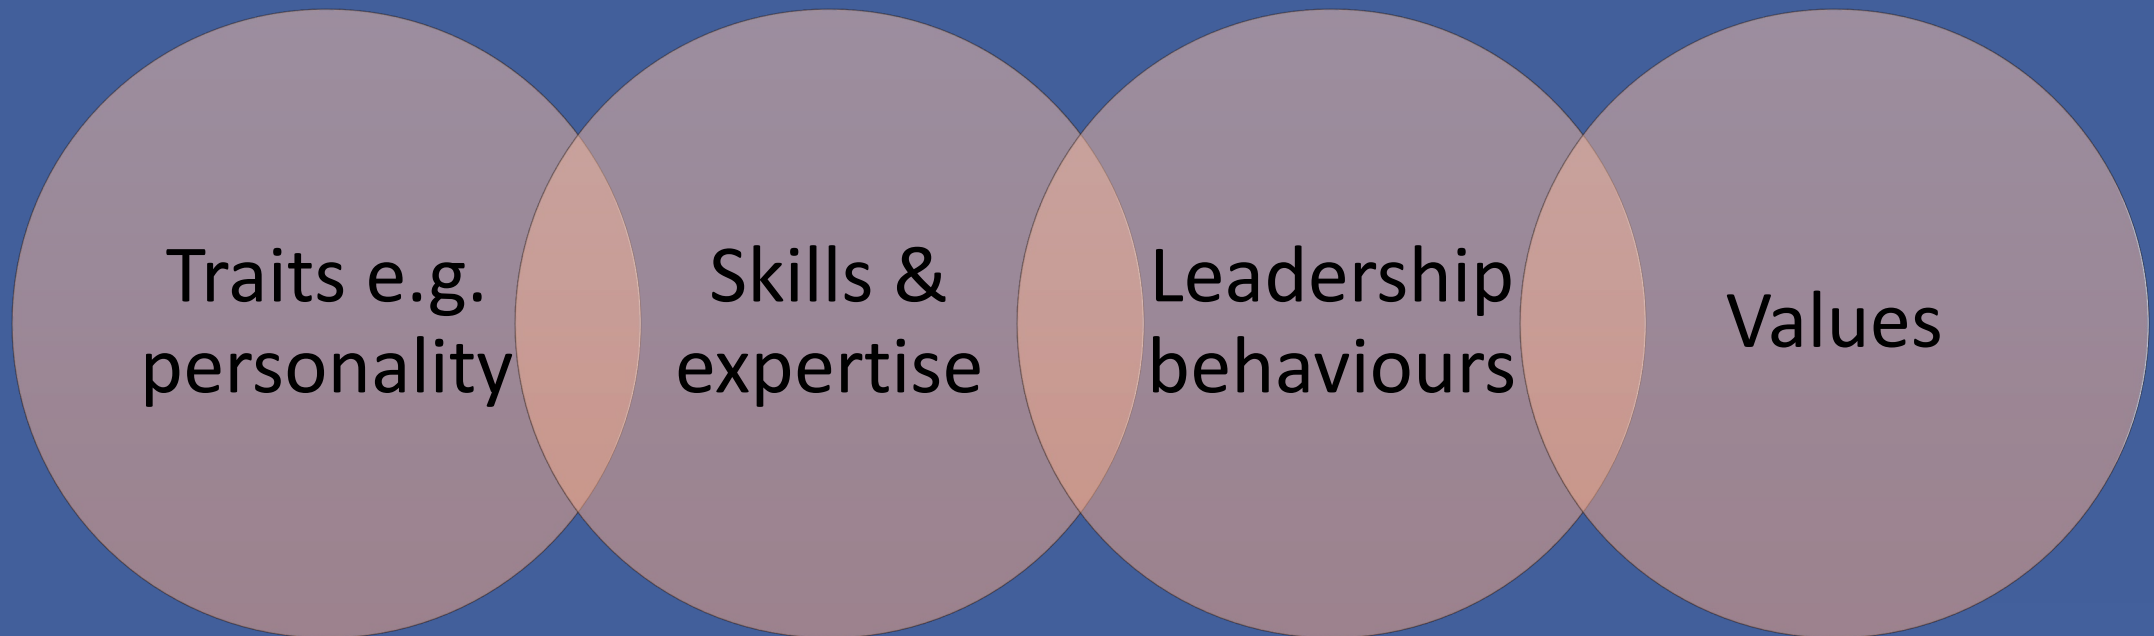 Traits e.g.
personality
Skills &
expertise
Leadership
behaviours
Values